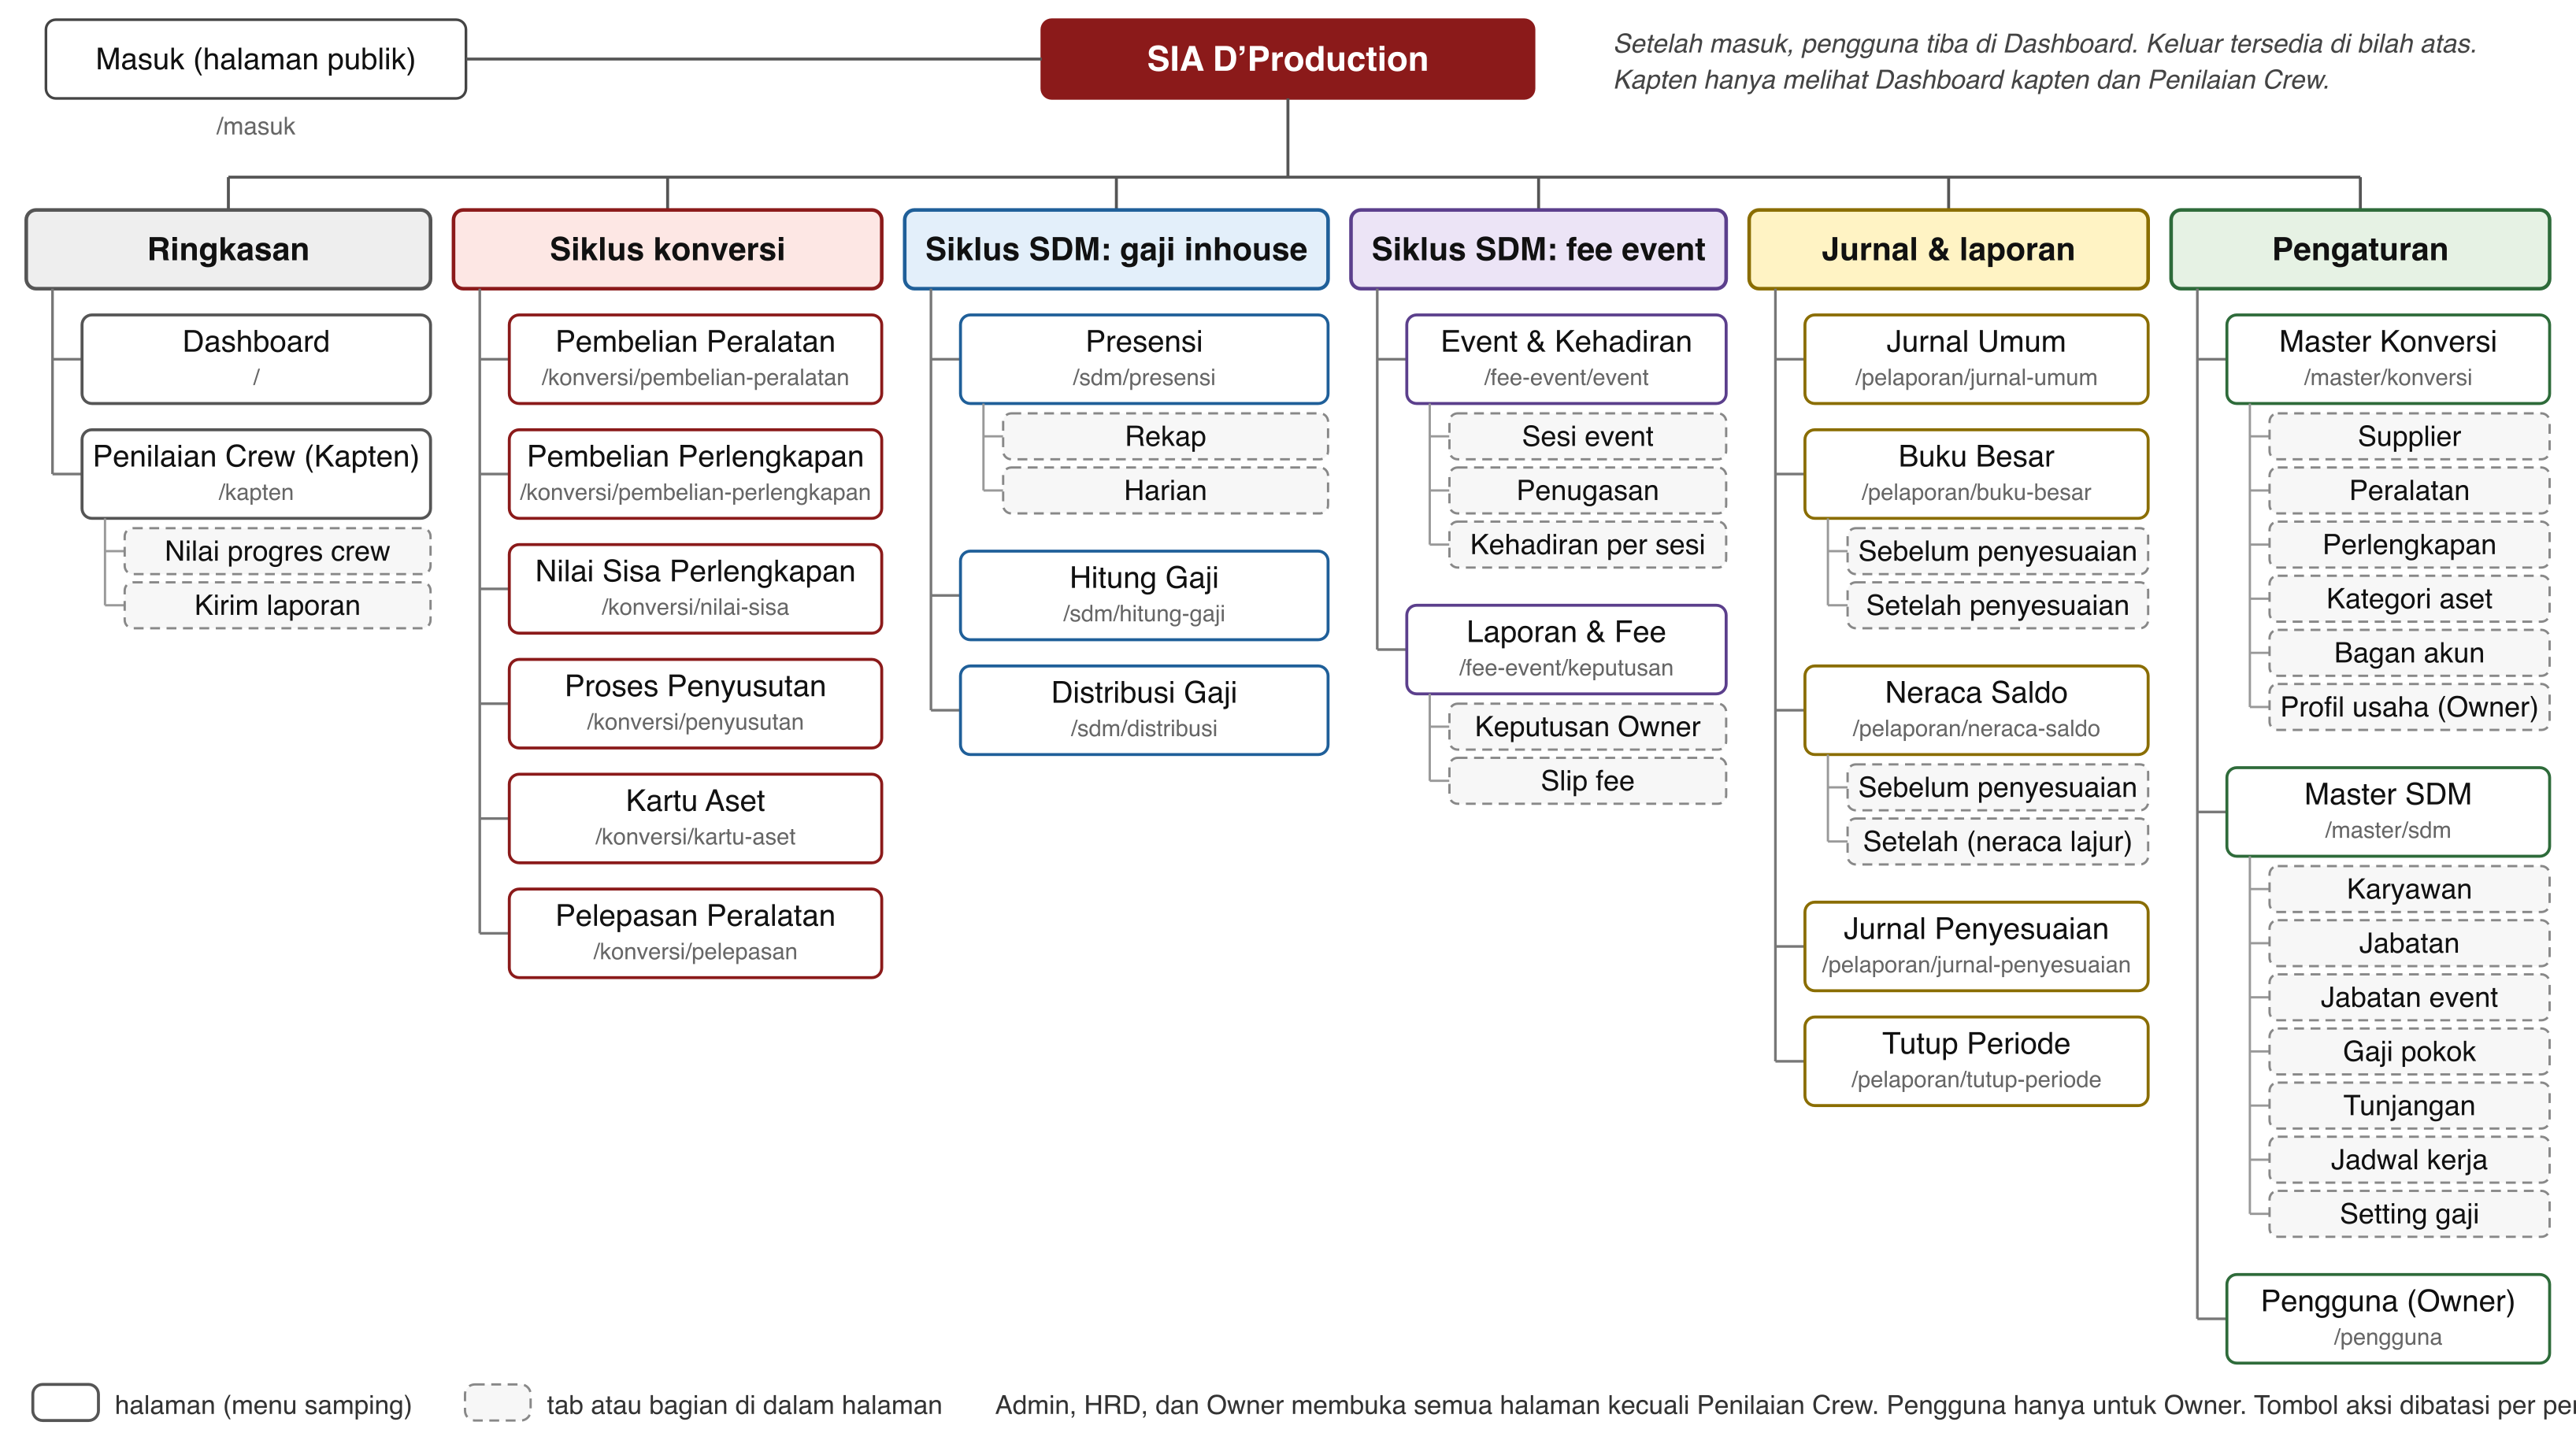 Masuk (halaman publik)
/masuk
SIA D’Production
Setelah masuk, pengguna tiba di Dashboard. Keluar tersedia di bilah atas.
Kapten hanya melihat Dashboard kapten dan Penilaian Crew.
Ringkasan
Dashboard
/
Penilaian Crew (Kapten)
/kapten
Nilai progres crew
Kirim laporan
Siklus konversi
Pembelian Peralatan
/konversi/pembelian-peralatan
Pembelian Perlengkapan
/konversi/pembelian-perlengkapan
Nilai Sisa Perlengkapan
/konversi/nilai-sisa
Proses Penyusutan
/konversi/penyusutan
Kartu Aset
/konversi/kartu-aset
Pelepasan Peralatan
/konversi/pelepasan
Siklus SDM: gaji inhouse
Presensi
/sdm/presensi
Rekap
Harian
Hitung Gaji
/sdm/hitung-gaji
Distribusi Gaji
/sdm/distribusi
Siklus SDM: fee event
Event & Kehadiran
/fee-event/event
Sesi event
Penugasan
Kehadiran per sesi
Laporan & Fee
/fee-event/keputusan
Keputusan Owner
Slip fee
Jurnal & laporan
Jurnal Umum
/pelaporan/jurnal-umum
Buku Besar
/pelaporan/buku-besar
Sebelum penyesuaian
Setelah penyesuaian
Neraca Saldo
/pelaporan/neraca-saldo
Sebelum penyesuaian
Setelah (neraca lajur)
Jurnal Penyesuaian
/pelaporan/jurnal-penyesuaian
Tutup Periode
/pelaporan/tutup-periode
Pengaturan
Master Konversi
/master/konversi
Supplier
Peralatan
Perlengkapan
Kategori aset
Bagan akun
Profil usaha (Owner)
Master SDM
/master/sdm
Karyawan
Jabatan
Jabatan event
Gaji pokok
Tunjangan
Jadwal kerja
Setting gaji
Pengguna (Owner)
/pengguna
halaman (menu samping)
tab atau bagian di dalam halaman
Admin, HRD, dan Owner membuka semua halaman kecuali Penilaian Crew. Pengguna hanya untuk Owner. Tombol aksi dibatasi per